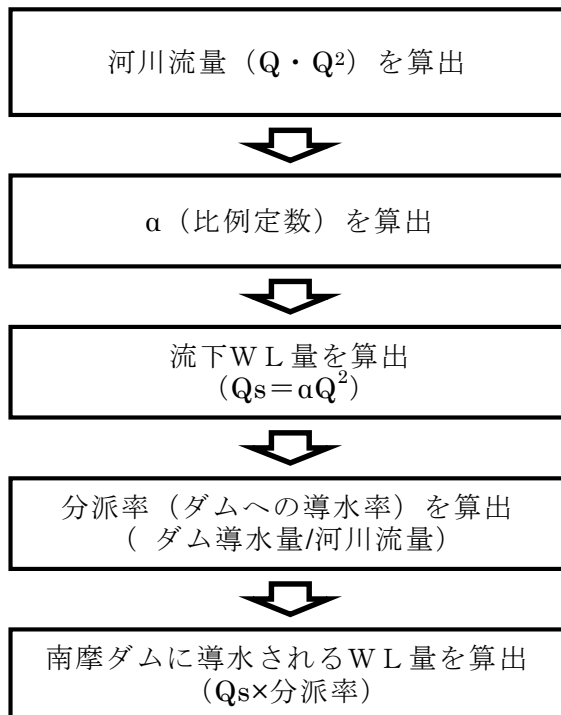 河川流量（Q・Q²）を算出
α（比例定数）を算出
流下ＷＬ量を算出
（Qs＝αQ²）
分派率（ダムへの導水率）を算出
（ ダム導水量/河川流量）
南摩ダムに導水されるＷＬ量を算出
（Qs×分派率）